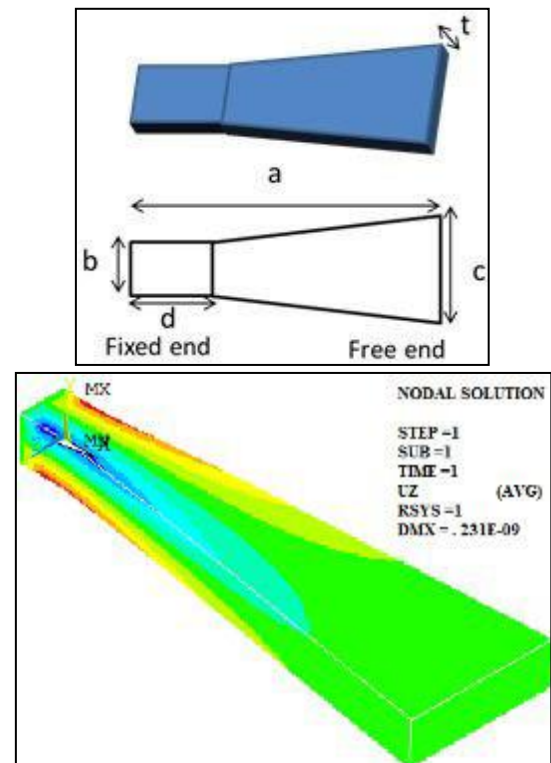 t
a
b
c
d
Fixed end Free end
MX
NODAL SOLUTION
STEP =1
SUB =1
TIME =1
UZ (AVG)
RSYS =1
DMX = . 231E-09